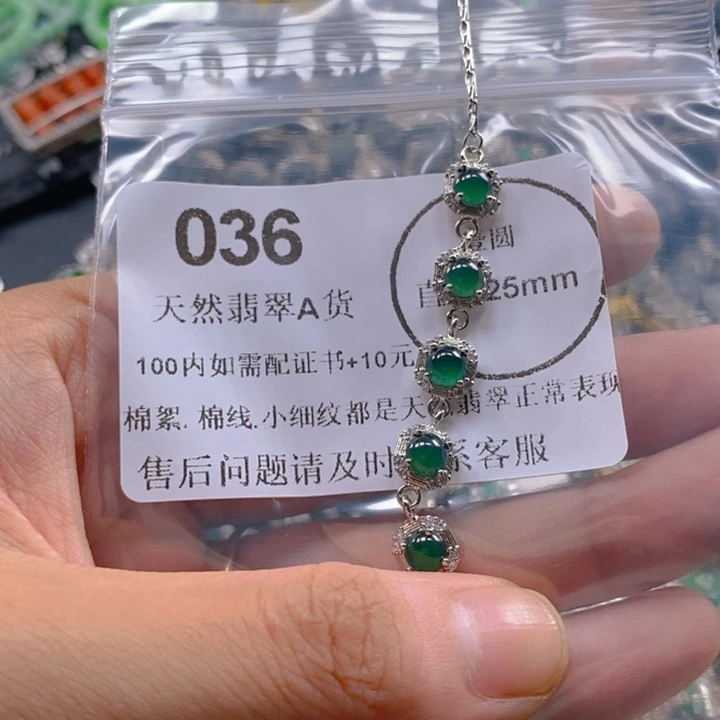 036
圆
天然翡翠A货
直 25mm
100内如需配证书+10元
棉絮. 棉线.小细纹都是天 翡翠正常表现
售后问题请及时 系客服